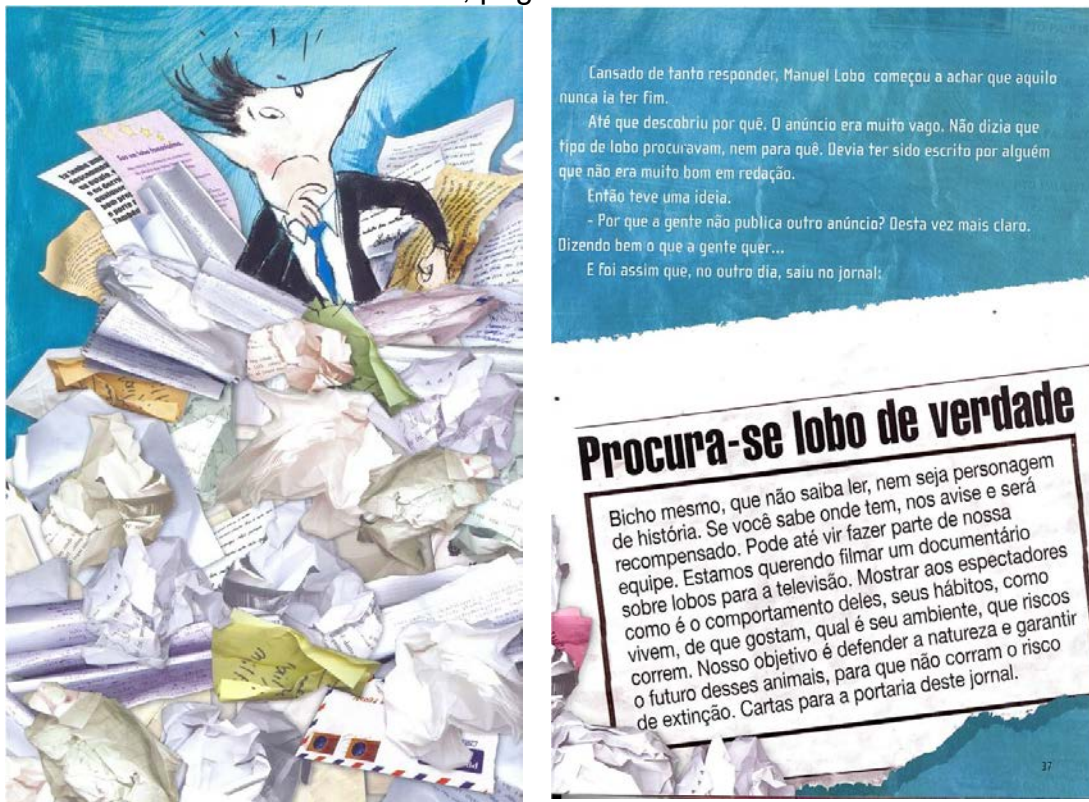 Cansado de tanto responder, Manuel Lobo começou a achar que aquilo
nunca ia ter fim.
Até que descobriu por quê. O anúncio era muito vago. Não dizia que
tipo de lobo procuravam, nem para quê. Devia ter sido escrito por alguém
que não era muito bom em redação.
Então teve uma ideia.
- Por que a gente não publica outro anúncio? Desta vez mais claro.
Dizendo bem o que a gente quer...
E foi assim que, no outro dia, saiu no jornal:
Procura-se lobo de verdade
Bicho mesmo, que não saiba ler, nem seja personagem
de história. Se você sabe onde tem, nos avise e será
recompensado. Pode até vir fazer parte de nossa
equipe. Estamos querendo filmar um documentário
sobre lobos para a televisão. Mostrar aos espectadores
como é o comportamento deles, seus hábitos, como
vivem, de que gostam, qual é seu ambiente, que riscos
correm. Nosso objetivo é defender a natureza e garantir
o futuro desses animais, para que não corram o risco
de extinção. Cartas para a portaria deste jornal.
37